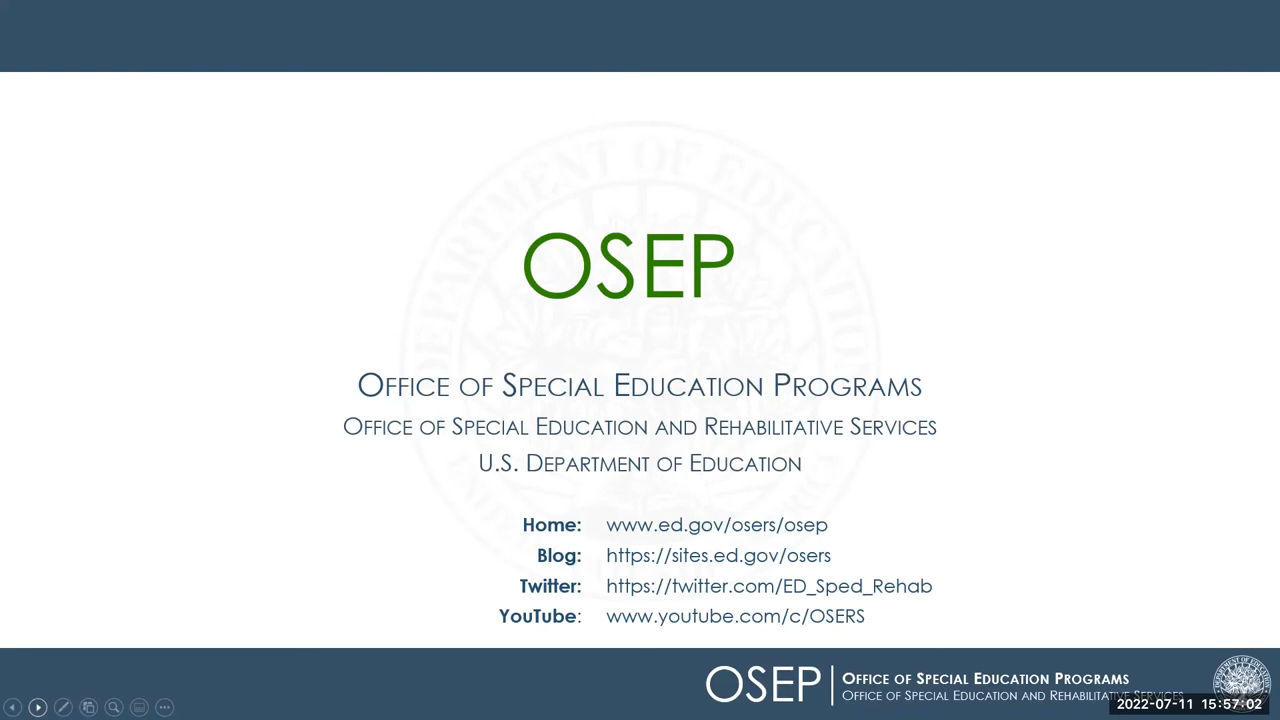 OSEP
OFFICE OF SPECIAL EDUCATION PROGRAMS
OFFICE OF SPECIAL EDUCATION AND REHABILITATIVE SERVICES
U.S. DEPARTMENT OF EDUCATION
Home: www.ed.gov/osers/osep
Blog: https://sites.ed.gov/osers
Twitter: https://twitter.com/ED_Sped_Rehab
YouTube: www.youtube.com/c/OSERS
OSEP
OFFICE OF SPECIAL EDUCATION PROGRAMS
OFFICE OF SPECIAL EDUCATION AND REHABILITATIVE SERVICES
2022-07-11 15:57:02
DEPARTMENT OF EDUCATION